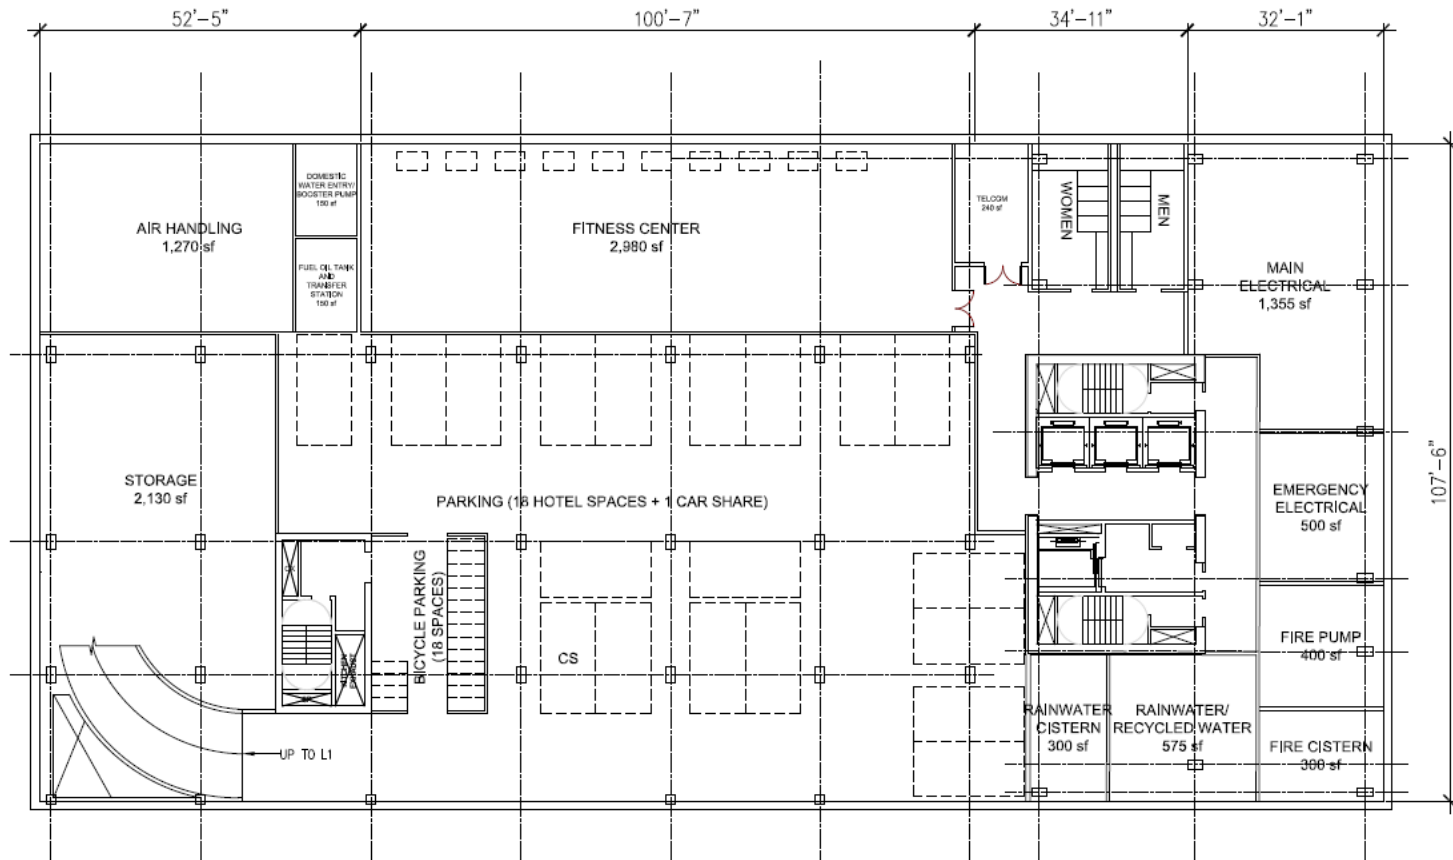 52'-5"
100'-7"
34'-11"
32'-1"
DOMESTIC
WATER ENTRY/
BOOSTER PUMP
150 sf
AIR HANDLING
1,270 sf
FUEL OIL TANK
AND
TRANSFER
STATION
150 sf
FITNESS CENTER
2,980 sf
TELCOM
240 sf
WOMEN
MEN
MAIN
ELECTRICAL
1,355 sf
107'-6"
STORAGE
2,130 sf
PARKING (18 HOTEL SPACES + 1 CAR SHARE)
EMERGENCY
ELECTRICAL
500 sf
BICYCLE PARKING
(18 SPACES)
KITCHEN
EXHAUST
CS
FIRE PUMP
400 sf
UP TO L1
RAINWATER
CISTERN
300 sf
RAINWATER/
RECYCLED WATER
575 sf
FIRE CISTERN
300 sf